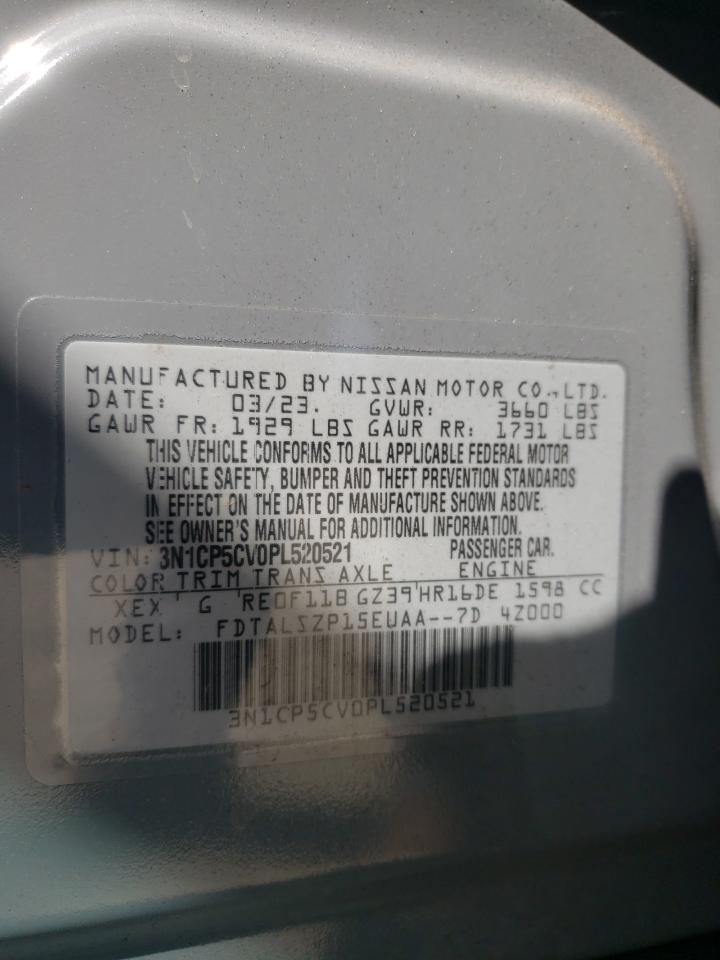 MANUFACTURED BY NISSAN MOTOR CO., LTD.
DATE: 03/23. GVWR: 3660 LBS
GAWR FR: 1929 LBS GAWR RR: 1731 LBS
THIS VEHICLE CONFORMS TO ALL APPLICABLE FEDERAL MOTOR
VEHICLE SAFETY, BUMPER AND THEFT PREVENTION STANDARDS
IN EFFECT ON THE DATE OF MANUFACTURE SHOWN ABOVE.
SEE OWNER'S MANUAL FOR ADDITIONAL INFORMATION.
VIN: 3N1CP5CV0PL520521 PASSENGER CAR.
COLOR TRIM TRANS AXLE ENGINE
XEX G RE0F11B GZ39 HR16DE 1598 CC
MODEL: FDTALSZP15EUAA--7D 4Z000
3N1CP5CV0PL520521